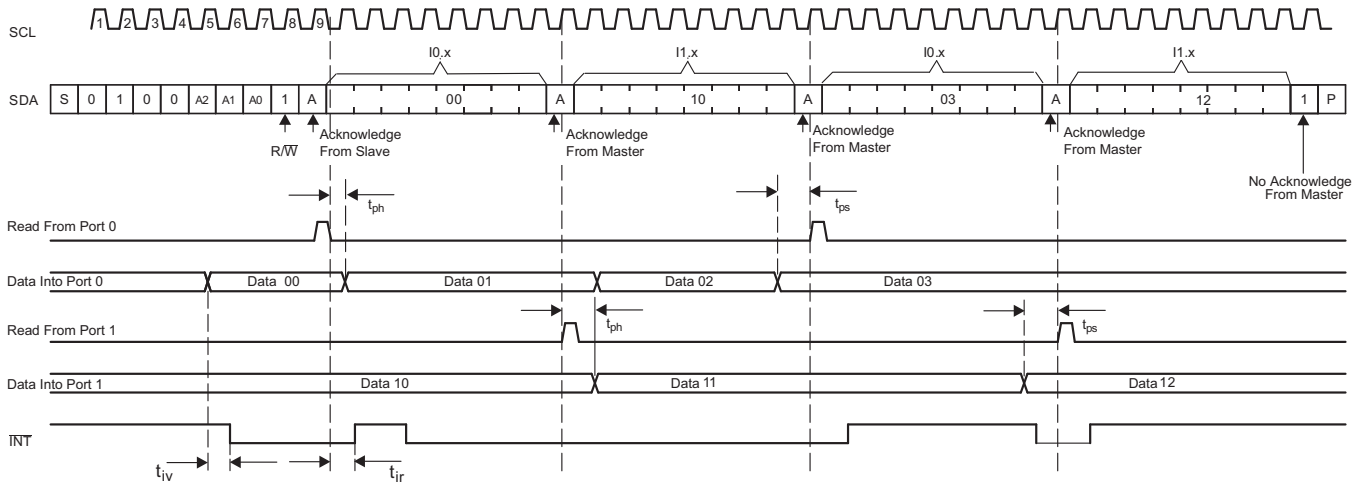 SCL
1 2 3 4 5 6 7 8 9
I0.x I1.x I0.x I1.x
SDA S 0 1 0 0 A2 A1 A0 1 A 00 A 10 A 03 A 12 1 P
R/W̅
Acknowledge
From Slave
Acknowledge
From Master
Acknowledge
From Master
Acknowledge
From Master
No Acknowledge
From Master
tph
tps
Read From Port 0
Data Into Port 0 Data 00 Data 01 Data 02 Data 03
Read From Port 1
tph
tps
Data Into Port 1 Data 10 Data 11 Data 12
I̅N̅T̅
tiv
tir